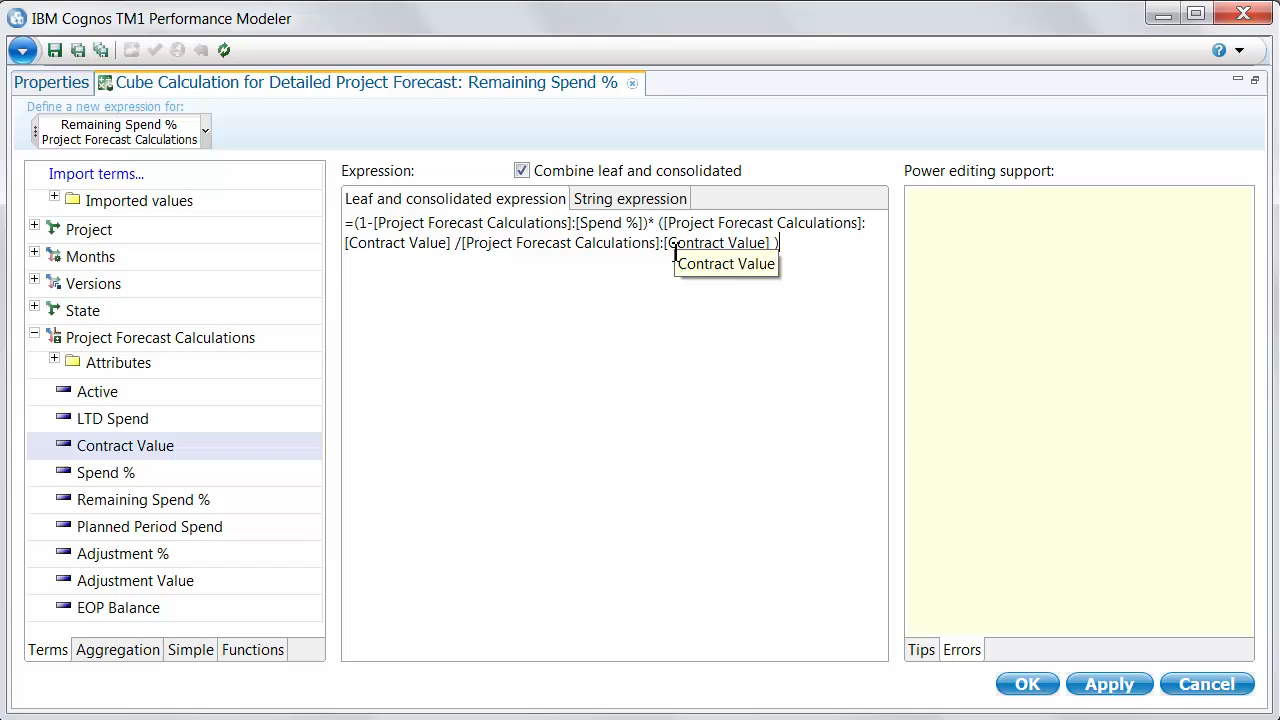 IBM Cognos TM1 Performance Modeler
Properties
Cube Calculation for Detailed Project Forecast: Remaining Spend %
Define a new expression for:
Remaining Spend %
Project Forecast Calculations
Import terms...
Imported values
Project
Months
Versions
State
Project Forecast Calculations
Attributes
Active
LTD Spend
Contract Value
Spend %
Remaining Spend %
Planned Period Spend
Adjustment %
Adjustment Value
EOP Balance
Terms
Aggregation
Simple
Functions
Expression:
Combine leaf and consolidated
Leaf and consolidated expression
String expression
=(1-[Project Forecast Calculations]:[Spend %])* ([Project Forecast Calculations]:
[Contract Value] /[Project Forecast Calculations]:[Contract Value] )
Contract Value
Power editing support:
Tips
Errors
OK
Apply
Cancel